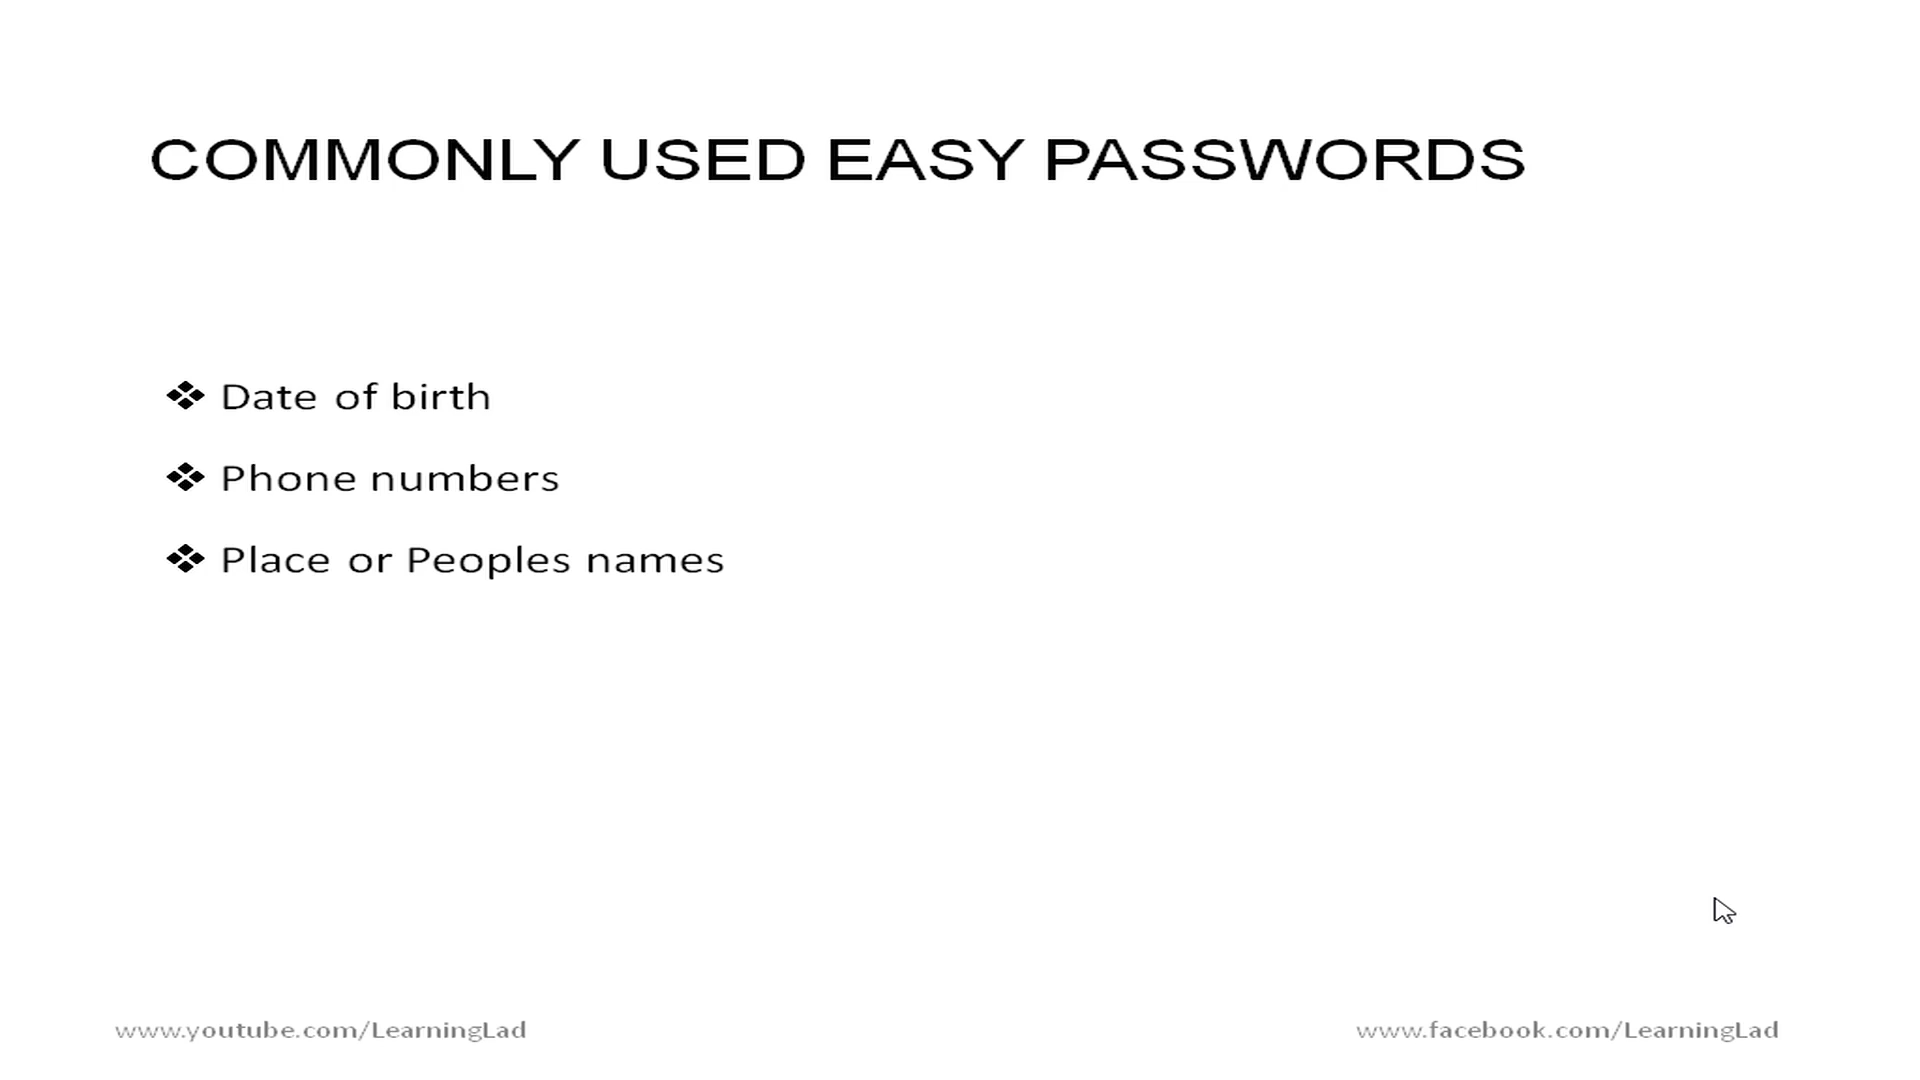 COMMONLY USED EASY PASSWORDS
❖ Date of birth
❖ Phone numbers
❖ Place or Peoples names
www.youtube.com/LearningLad
www.facebook.com/LearningLad